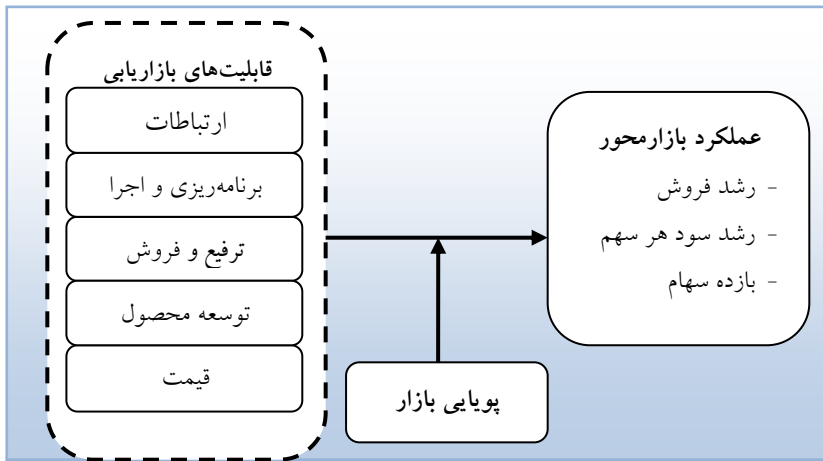 قابلیت‌های بازاریابی
ارتباطات
برنامه‌ریزی و اجرا
ترفیع و فروش
توسعه محصول
قیمت
عملکرد بازارمحور
- رشد فروش
- رشد سود هر سهم
- بازده سهام
پویایی بازار